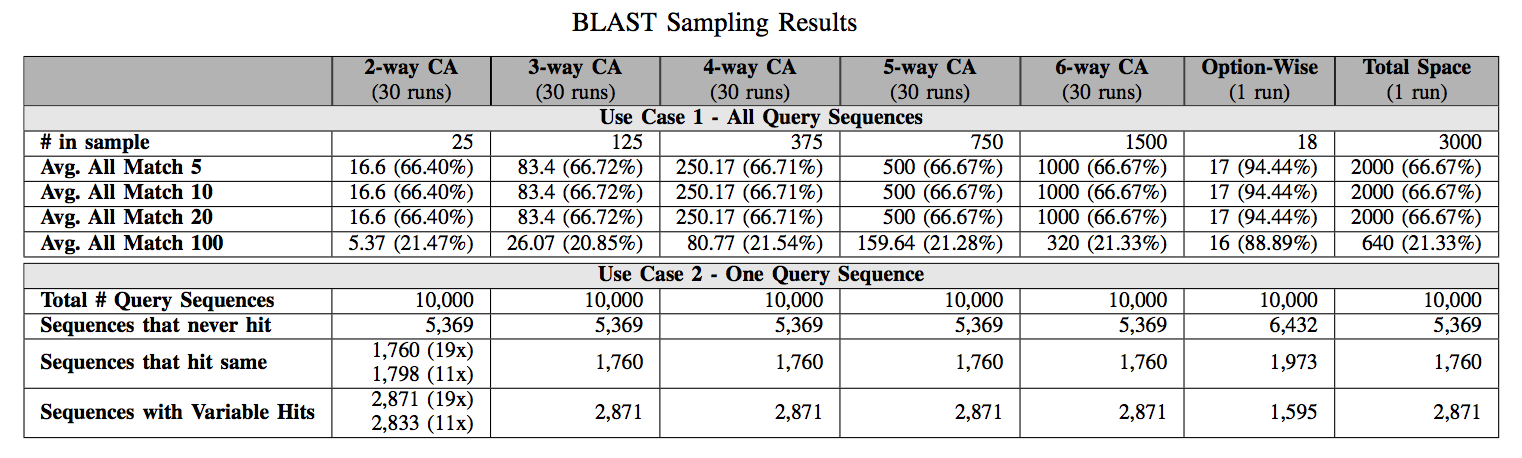 BLAST Sampling Results
2-way CA 3-way CA 4-way CA 5-way CA 6-way CA Option-Wise Total Space
(30 runs) (30 runs) (30 runs) (30 runs) (30 runs) (1 run) (1 run)
Use Case 1 - All Query Sequences
# in sample 25 125 375 750 1500 18 3000
Avg. All Match 5 16.6 (66.40%) 83.4 (66.72%) 250.17 (66.71%) 500 (66.67%) 1000 (66.67%) 17 (94.44%) 2000 (66.67%)
Avg. All Match 10 16.6 (66.40%) 83.4 (66.72%) 250.17 (66.71%) 500 (66.67%) 1000 (66.67%) 17 (94.44%) 2000 (66.67%)
Avg. All Match 20 16.6 (66.40%) 83.4 (66.72%) 250.17 (66.71%) 500 (66.67%) 1000 (66.67%) 17 (94.44%) 2000 (66.67%)
Avg. All Match 100 5.37 (21.47%) 26.07 (20.85%) 80.77 (21.54%) 159.64 (21.28%) 320 (21.33%) 16 (88.89%) 640 (21.33%)
Use Case 2 - One Query Sequence
Total # Query Sequences 10,000 10,000 10,000 10,000 10,000 10,000 10,000
Sequences that never hit 5,369 5,369 5,369 5,369 5,369 6,432 5,369
Sequences that hit same 1,760 (19x) 1,760 1,760 1,760 1,760 1,973 1,760
1,798 (11x)
Sequences with Variable Hits 2,871 (19x) 2,871 2,871 2,871 2,871 1,595 2,871
2,833 (11x)